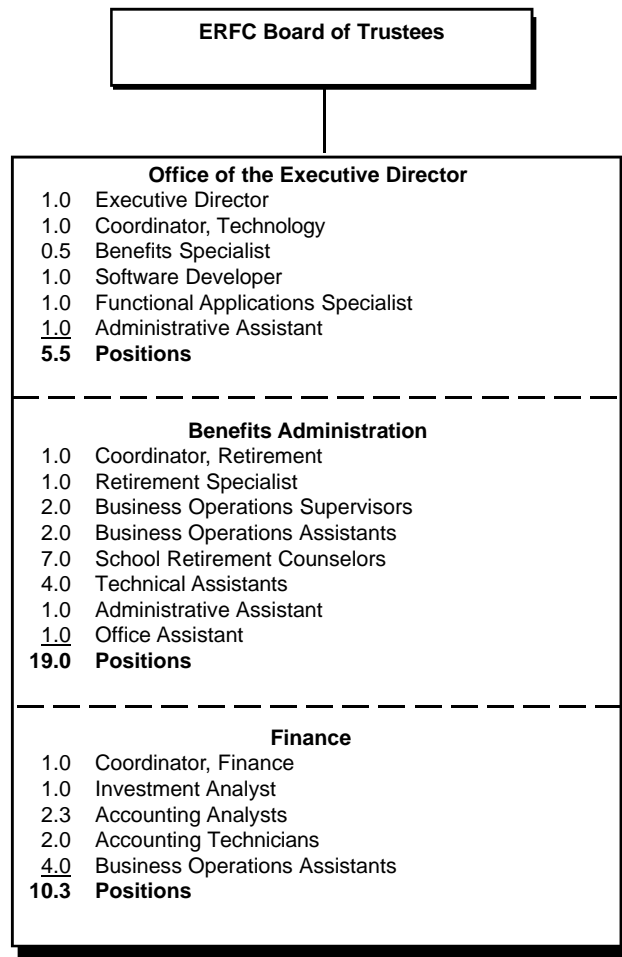 ERFC Board of Trustees
Office of the Executive Director
1.0 Executive Director
1.0 Coordinator, Technology
0.5 Benefits Specialist
1.0 Software Developer
1.0 Functional Applications Specialist
1.0 Administrative Assistant
5.5 Positions
Benefits Administration
1.0 Coordinator, Retirement
1.0 Retirement Specialist
2.0 Business Operations Supervisors
2.0 Business Operations Assistants
7.0 School Retirement Counselors
4.0 Technical Assistants
1.0 Administrative Assistant
1.0 Office Assistant
19.0 Positions
Finance
1.0 Coordinator, Finance
1.0 Investment Analyst
2.3 Accounting Analysts
2.0 Accounting Technicians
4.0 Business Operations Assistants
10.3 Positions